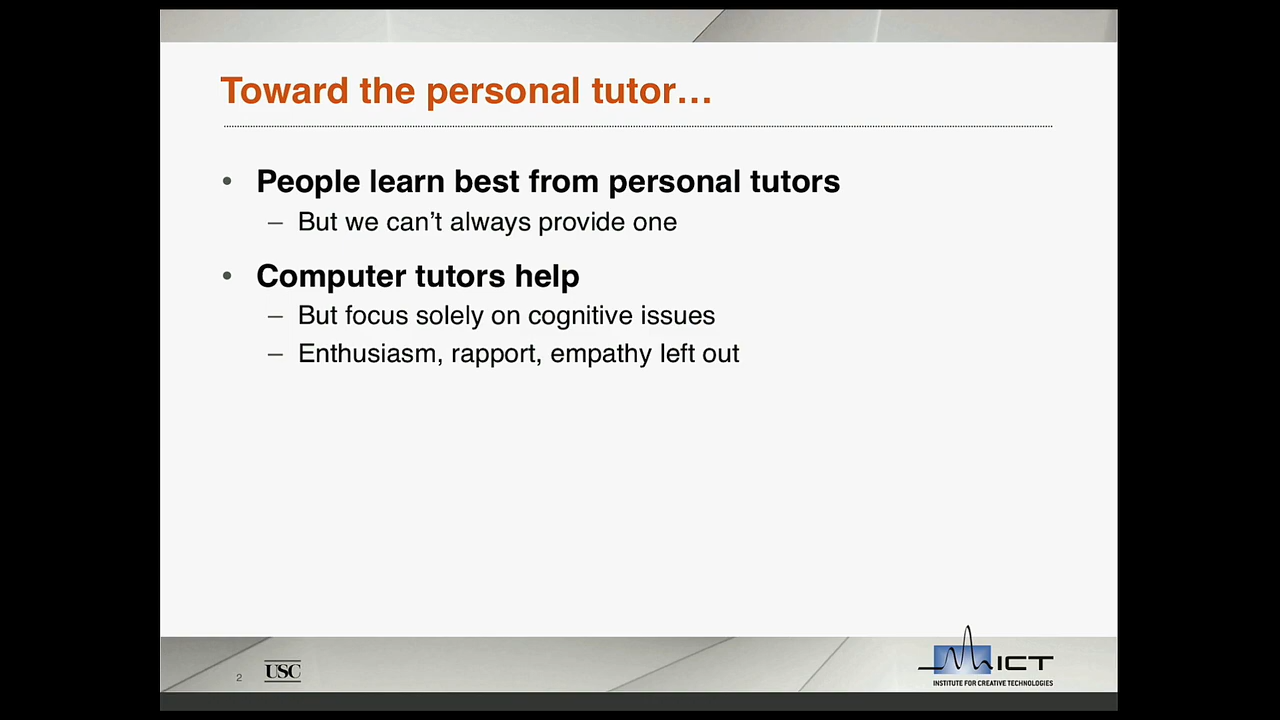 Toward the personal tutor…
• People learn best from personal tutors
– But we can’t always provide one
• Computer tutors help
– But focus solely on cognitive issues
– Enthusiasm, rapport, empathy left out
2
USC
ICT
INSTITUTE FOR CREATIVE TECHNOLOGIES